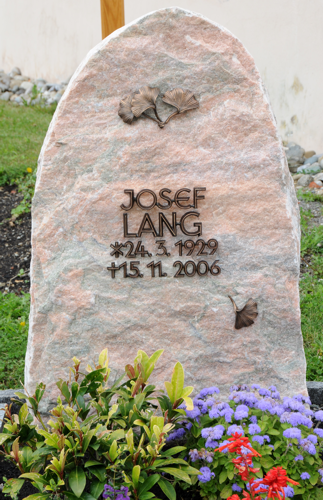 JOSEF
LANG
*24. 3. 1929
†15. 11. 2006